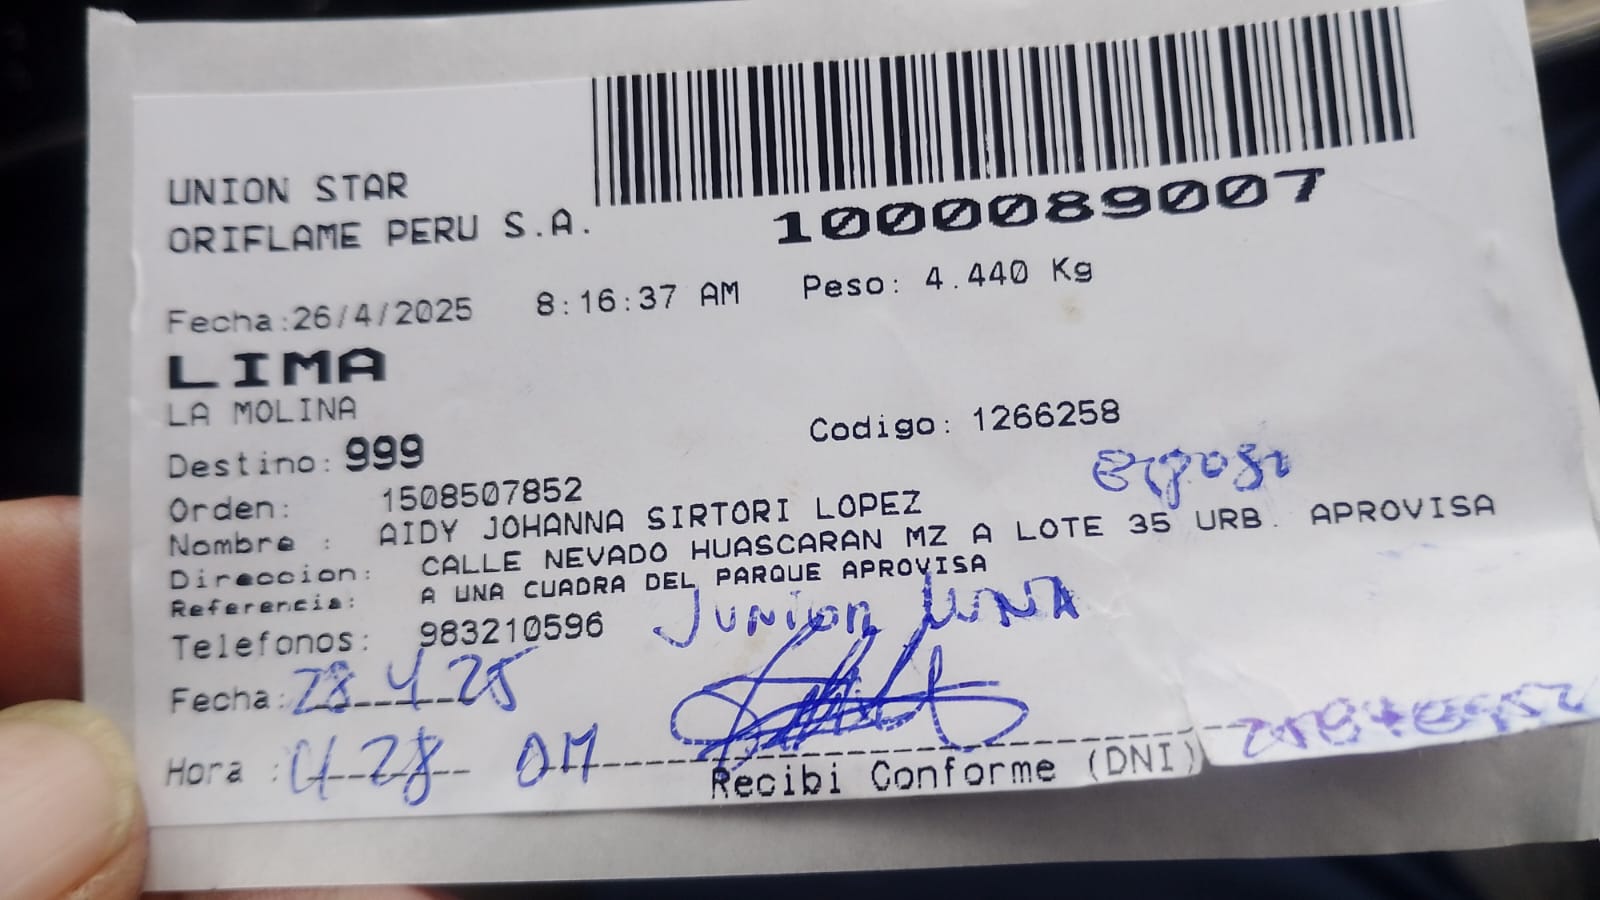 UNION STAR
ORIFLAME PERU S.A.
1000089007
Fecha:26/4/2025 8:16:37 AM Peso: 4.440 Kg
LIMA
LA MOLINA
Codigo: 1266258
Destino: 999
Orden: 1508507852
Nombre : AIDY JOHANNA SIRTORI LOPEZ
Direccion: CALLE NEVADO HUASCARAN MZ A LOTE 35 URB. APROVISA
Referencia: A UNA CUADRA DEL PARQUE APROVISA
Telefonos: 983210596
Junior LUNA
Fecha: 28 4 25
Hora : 28
Recibi Conforme (DNI)